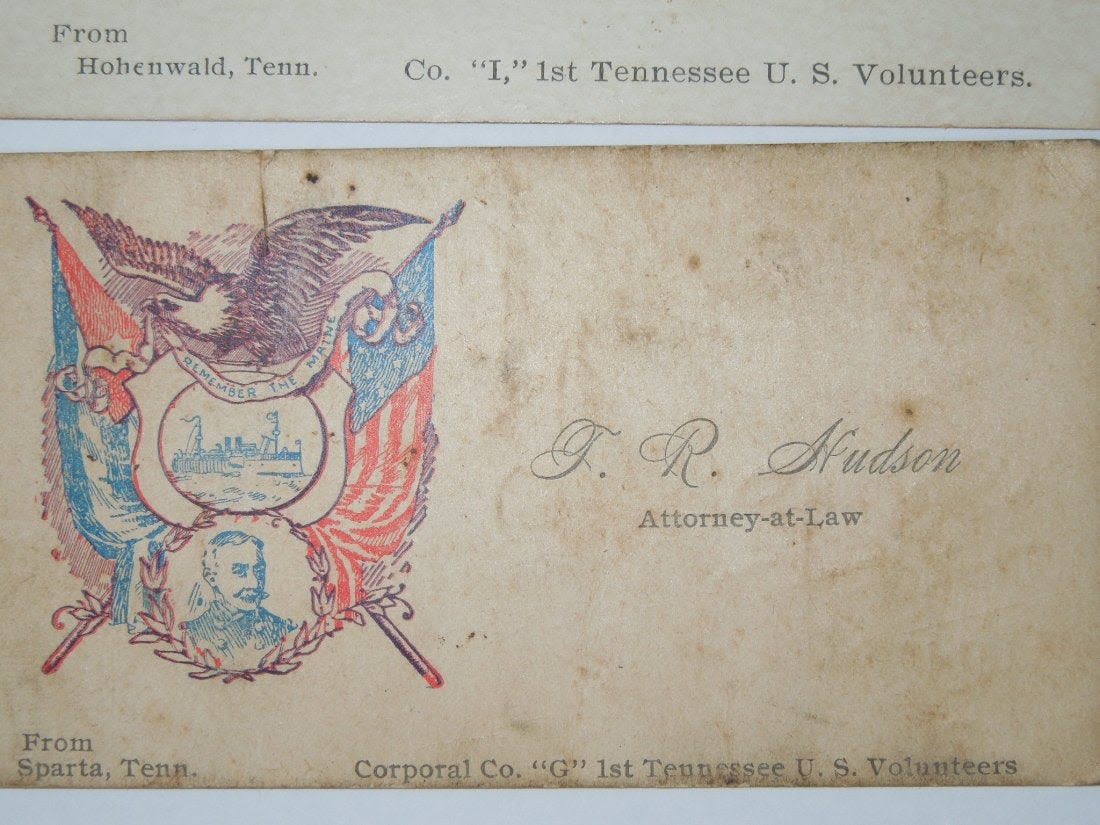 From
Hohenwald, Tenn.
Co. "I," 1st Tennessee U. S. Volunteers.
REMEMBER THE MAINE
T. R. Hudson
Attorney-at-Law
From
Sparta, Tenn.
Corporal Co. "G" 1st Tennessee U. S. Volunteers